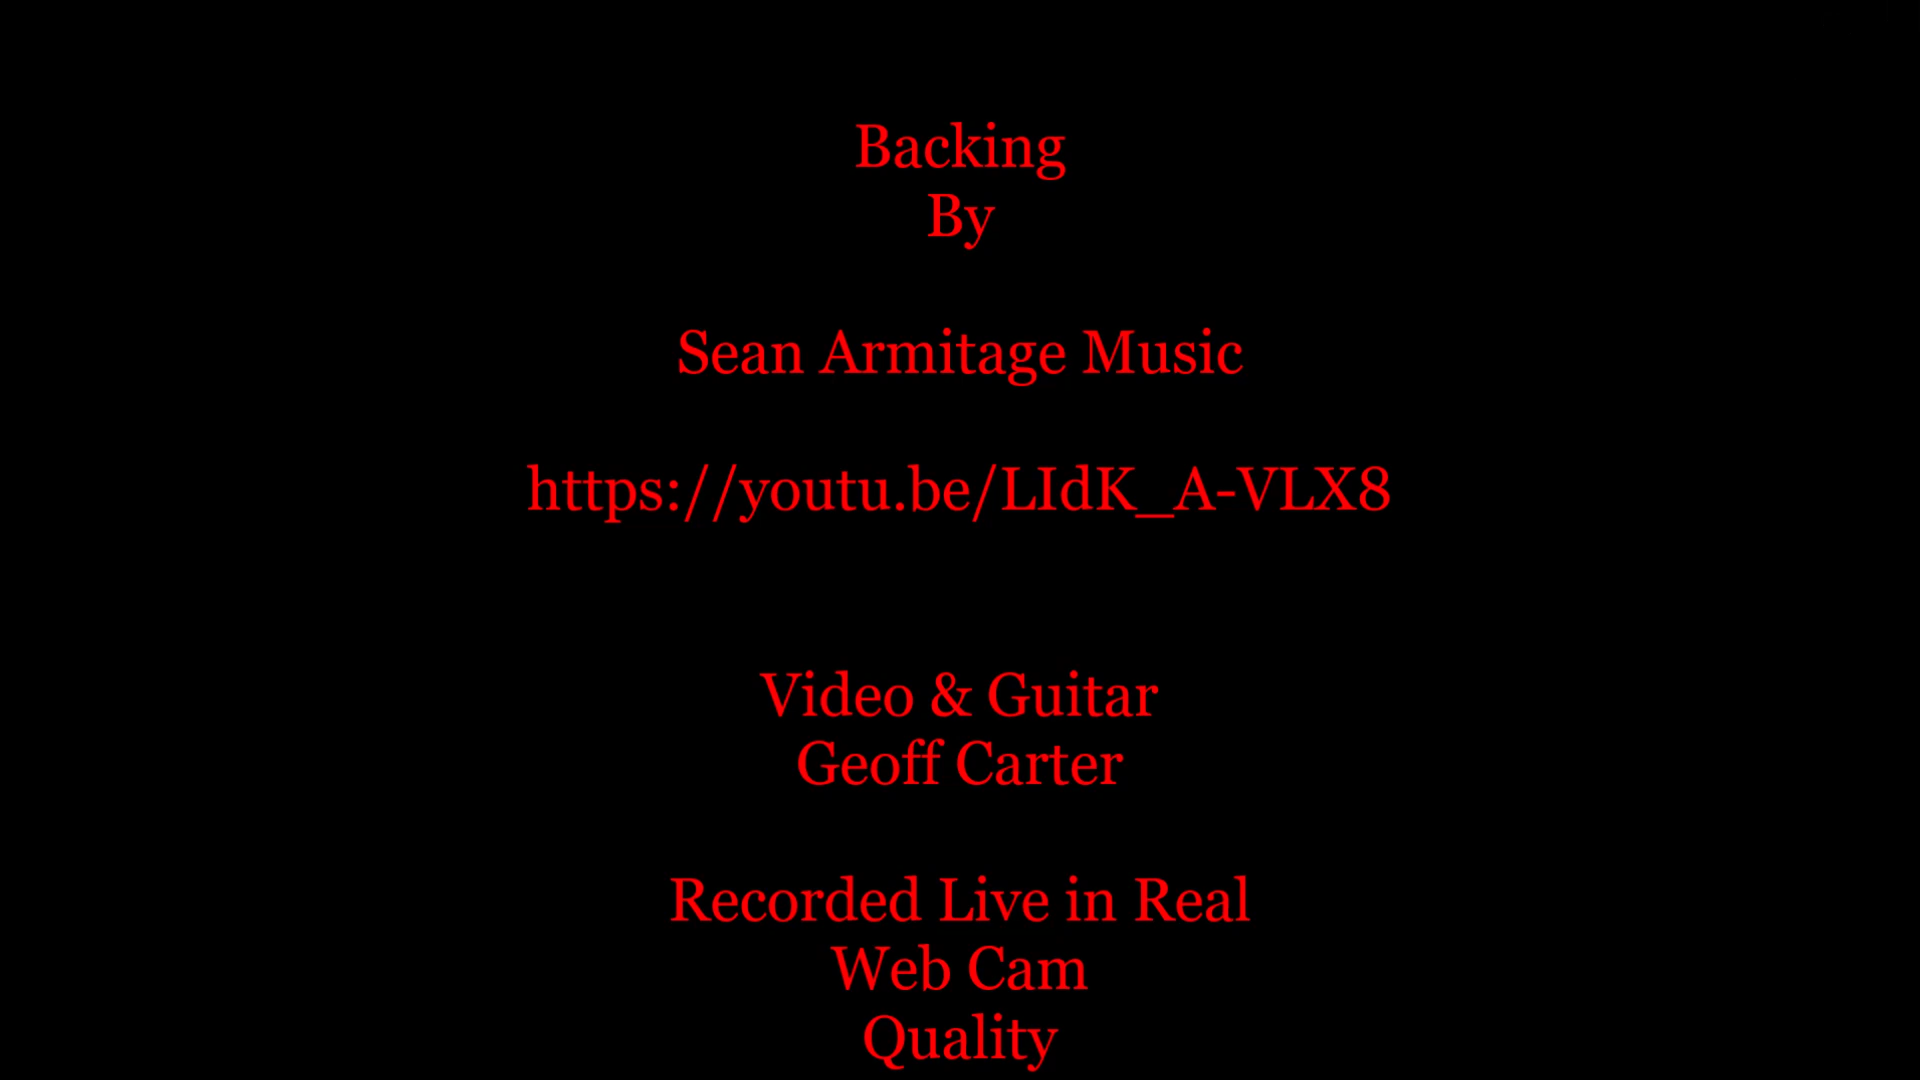 Backing
By
Sean Armitage Music
https://youtu.be/LIdK_A-VLX8
Video & Guitar
Geoff Carter
Recorded Live in Real
Web Cam
Quality